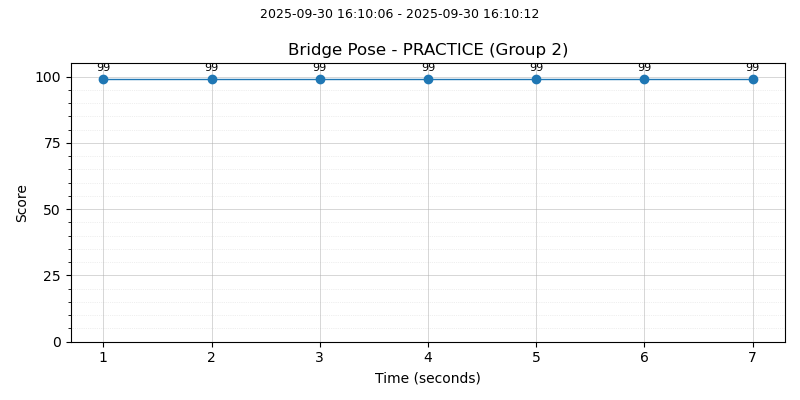 2025-09-30 16:10:06 - 2025-09-30 16:10:12
Bridge Pose - PRACTICE (Group 2)
99 99 99 99 99 99 99
100
75
50
25
0
Score
1 2 3 4 5 6 7
Time (seconds)